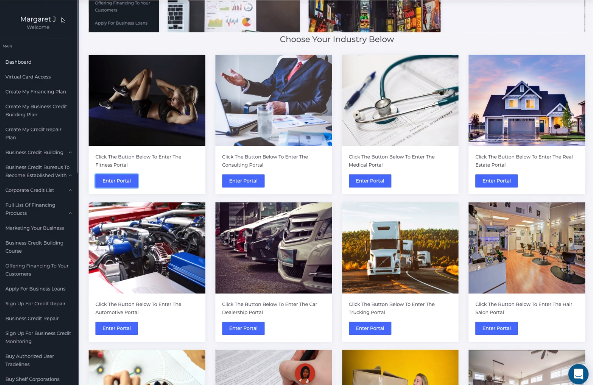 Margaret J
Welcome
MAIN
Dashboard
Virtual Card Access
Create My Financing Plan
Create My Business Credit
Building Plan
Create My Credit Repair
Plan
Business Credit Building
Business Credit Bureaus To
Become Established With
Corporate Credit List
Full List Of Financing
Products
Marketing Your Business
Business Credit Building
Course
Offering Financing To Your
Customers
Apply For Business Loans
Sign Up For Credit Repair
Business Credit Repair
Sign Up For Business Credit
Monitoring
Buy Authorized User
Tradelines
Buy Shelf Corporations
Offering Financing To Your
Customers
Apply For Business Loans
Choose Your Industry Below
Click The Button Below To Enter The
Fitness Portal
Enter Portal
Click The Button Below To Enter The
Consulting Portal
Enter Portal
Click The Button Below To Enter The
Medical Portal
Enter Portal
Click The Button Below To Enter The Real
Estate Portal
Enter Portal
Click The Button Below To Enter The
Automotive Portal
Enter Portal
Click The Button Below To Enter The Car
Dealership Portal
Enter Portal
Click The Button Below To Enter The
Trucking Portal
Enter Portal
Click The Button Below To Enter The Hair
Salon Portal
Enter Portal